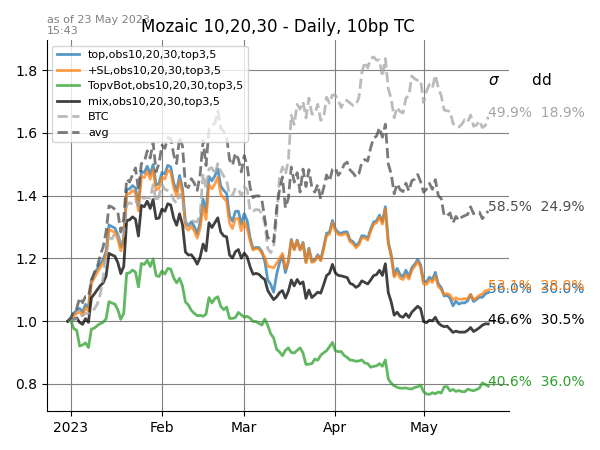 as of 23 May 2023
15:43
Mozaic 10,20,30 - Daily, 10bp TC
top,obs10,20,30,top3,5
+SL,obs10,20,30,top3,5
TopvBot,obs10,20,30,top3,5
mix,obs10,20,30,top3,5
BTC
avg
σ dd
49.9% 18.9%
58.5% 24.9%
46.6% 30.5%
40.6% 36.0%
1.8
1.6
1.4
1.2
1.0
0.8
2023 Feb Mar Apr May